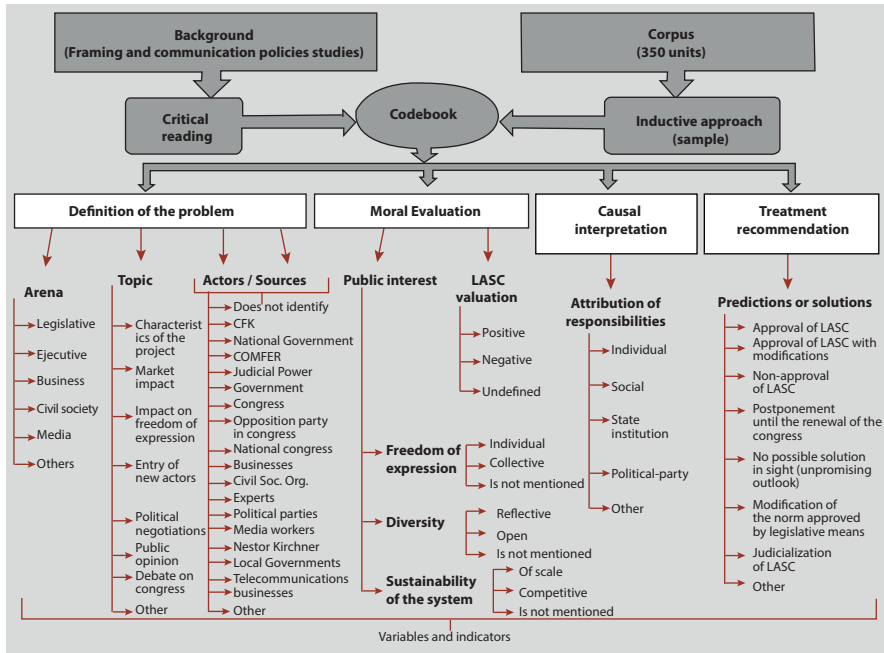 Background
(Framing and communication policies studies)
Corpus
(350 units)
Critical
reading
Codebook
Inductive approach
(sample)
Definition of the problem
Moral Evaluation
Causal
interpretation
Treatment
recommendation
Arena
Legislative
Ejecutive
Business
Civil society
Media
Others
Topic
Characterist
ics of the
project
Market
impact
Impact on
freedom of
expression
Entry of
new actors
Political
negotiations
Public
opinion
Debate on
congress
Other
Actors / Sources
Does not identify
CFK
National Government
COMFER
Judicial Power
Government
Congress
Opposition party
in congress
National congress
Businesses
Civil Soc. Org.
Experts
Political parties
Media workers
Nestor Kirchner
Local Governments
Telecommunications
businesses
Other
Public interest
Freedom of
expression
Individual
Collective
Is not mentioned
Diversity
Reflective
Open
Is not mentioned
Sustainability
of the system
Of scale
Competitive
Is not mentioned
LASC
valuation
Positive
Negative
Undefined
Attribution of
responsibilities
Individual
Social
State
institution
Political-party
Other
Predictions or solutions
Approval of LASC
Approval of LASC with
modifications
Non-approval
of LASC
Postponement
until the renewal of the
congress
No possible solution
in sight (unpromising
outlook)
Modification of
the norm approved
by legislative means
Judicialization
of LASC
Other
Variables and indicators